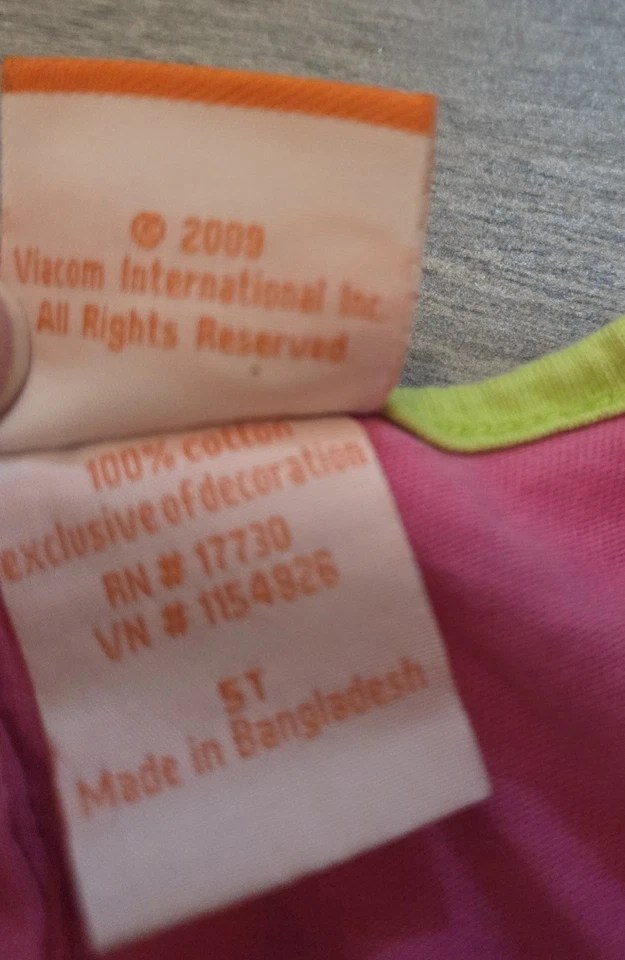 © 2009
Viacom International Inc.
All Rights Reserved
100% cotton
exclusive of decoration
RN # 17730
VN # 1154926
5T
Made in Bangladesh